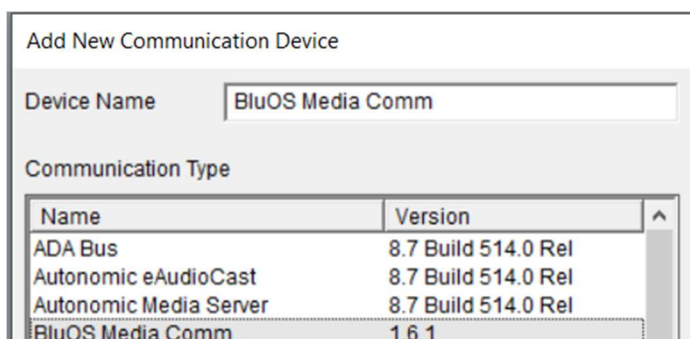 Add New Communication Device
Device Name BluOS Media Comm
Communication Type
Name Version
ADA Bus 8.7 Build 514.0 Rel
Autonomic eAudioCast 8.7 Build 514.0 Rel
Autonomic Media Server 8.7 Build 514.0 Rel
BluOS Media Comm 1.6.1